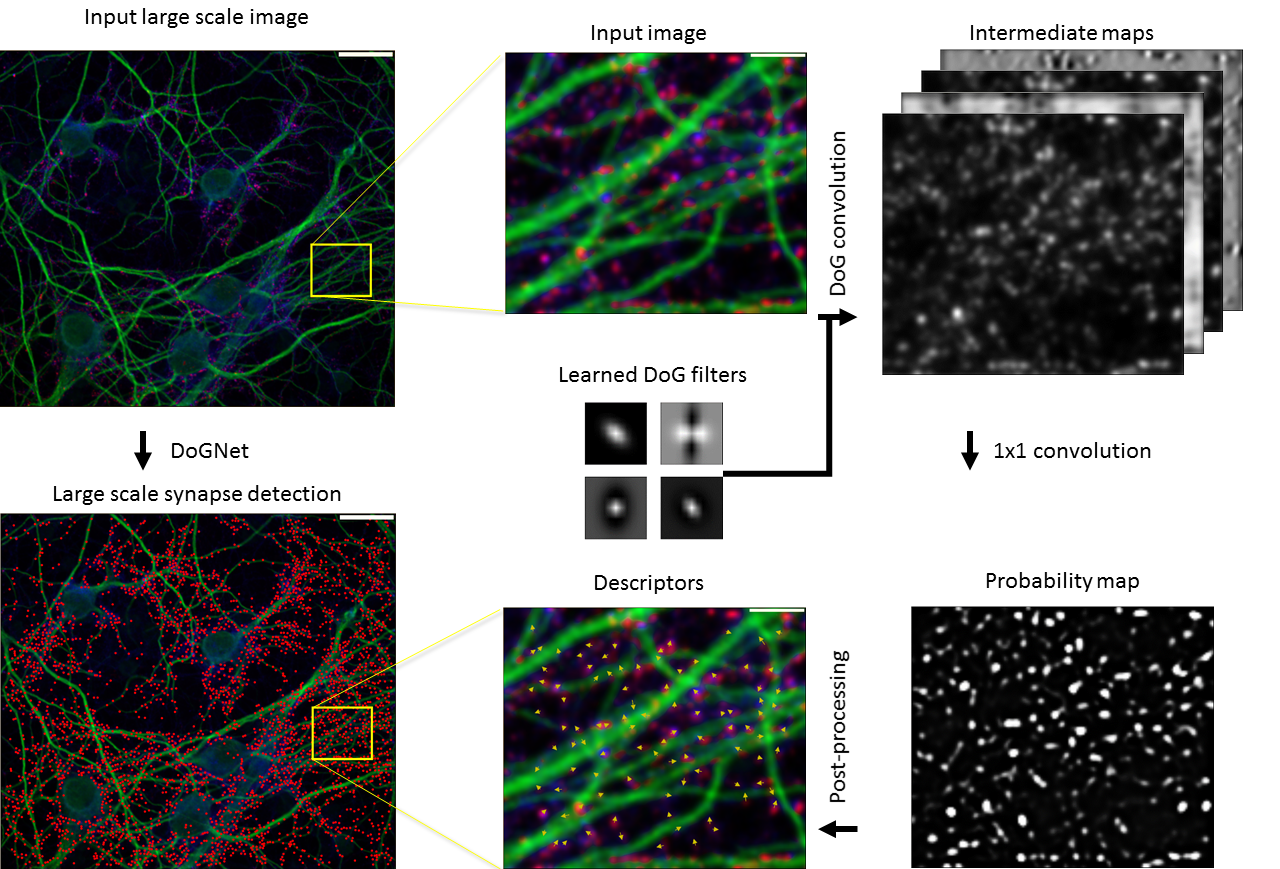 Input large scale image
Input image
Intermediate maps
DoG convolution
Learned DoG filters
DoGNet
1x1 convolution
Large scale synapse detection
Descriptors
Probability map
Post-processing